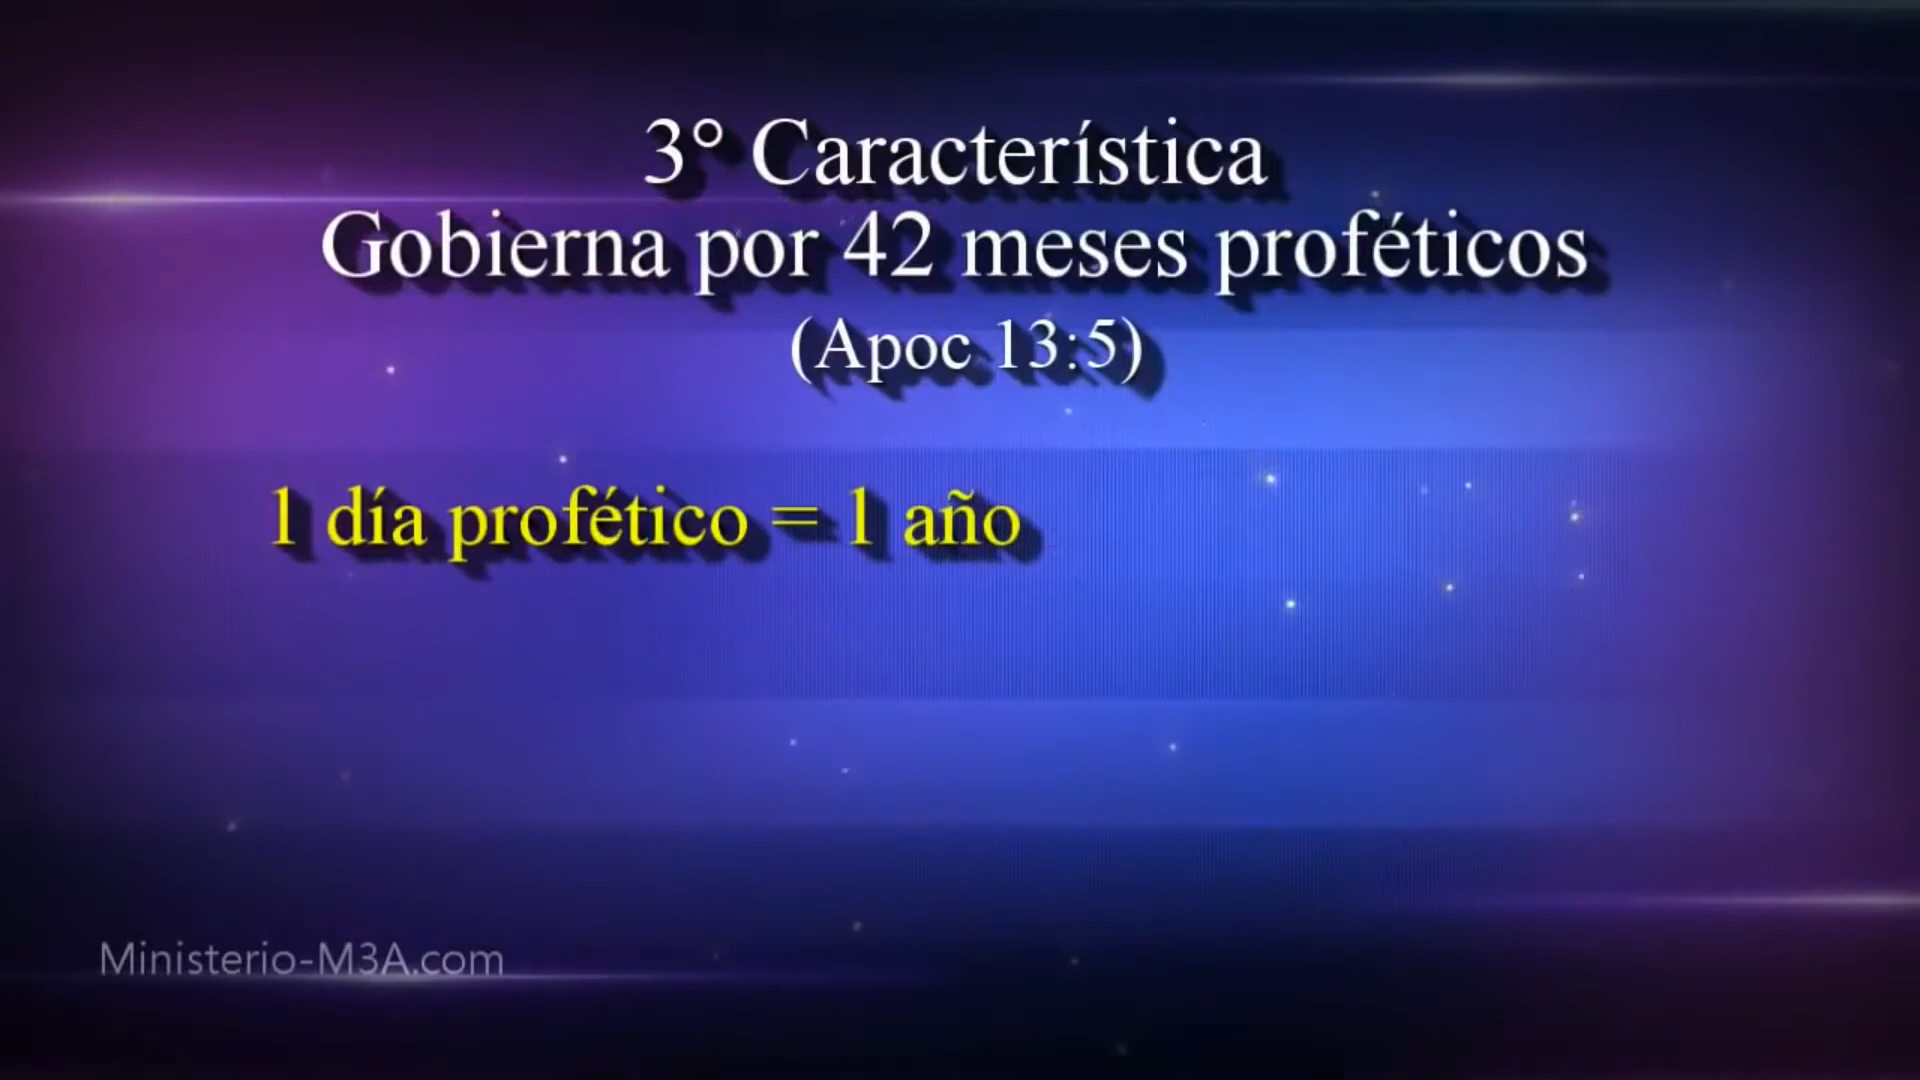 3° Característica
Gobierna por 42 meses proféticos
(Apoc 13:5)
1 día profético = 1 año
Ministerio-M3A.com